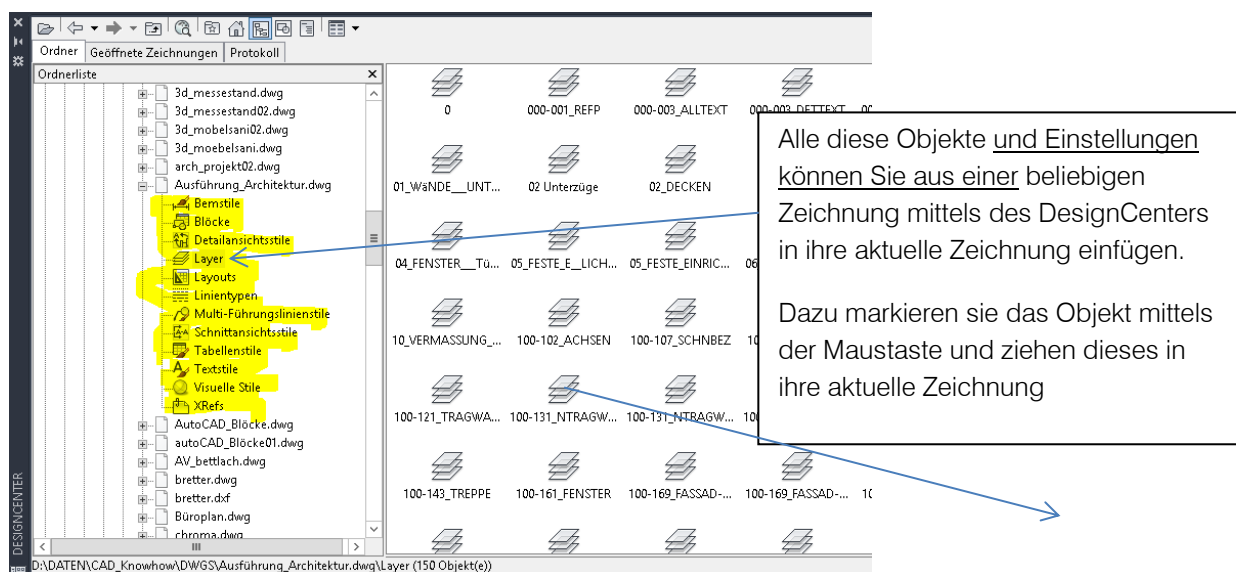 Ordner Geöffnete Zeichnungen Protokoll
Ordnerliste
3d_messestand.dwg
3d_messestand02.dwg
3d_mobelsani02.dwg
3d_moebelsani.dwg
arch_projekt02.dwg
Ausführung_Architektur.dwg
Bemstile
Blöcke
Detailansichtsstile
Layer
Layouts
Linientypen
Multi-Führungslinienstile
Schnittansichtsstile
Tabellenstile
Textstile
Visuelle Stile
XRefs
AutoCAD_Blöcke.dwg
autoCAD_Blöcke01.dwg
AV_bettlach.dwg
bretter.dwg
bretter.dxf
Büroplan.dwg
chroma.dwg
0 000-001_REFP 000-003_ALLTEXT 000-003_DETTEXT
01_WäNDE__UNT... 02 Unterzüge 02_DECKEN
04_FENSTER__Tü... 05_FESTE_E__LICH... 05_FESTE_EINRIC...
10_VERMASSUNG_... 100-102_ACHSEN 100-107_SCHNBEZ
100-121_TRAGWA... 100-131_NTRAGW... 100-131_NTRAGW...
100-143_TREPPE 100-161_FENSTER 100-169_FASSAD-... 100-169_FASSAD-...
Alle diese Objekte und Einstellungen
können Sie aus einer beliebigen
Zeichnung mittels des DesignCenters
in ihre aktuelle Zeichnung einfügen.
Dazu markieren sie das Objekt mittels
der Maustaste und ziehen dieses in
ihre aktuelle Zeichnung
DESIGNCENTER
D:\DATEN\CAD_Knowhow\DWGS\Ausführung_Architektur.dwg\Layer (150 Objekt(e))